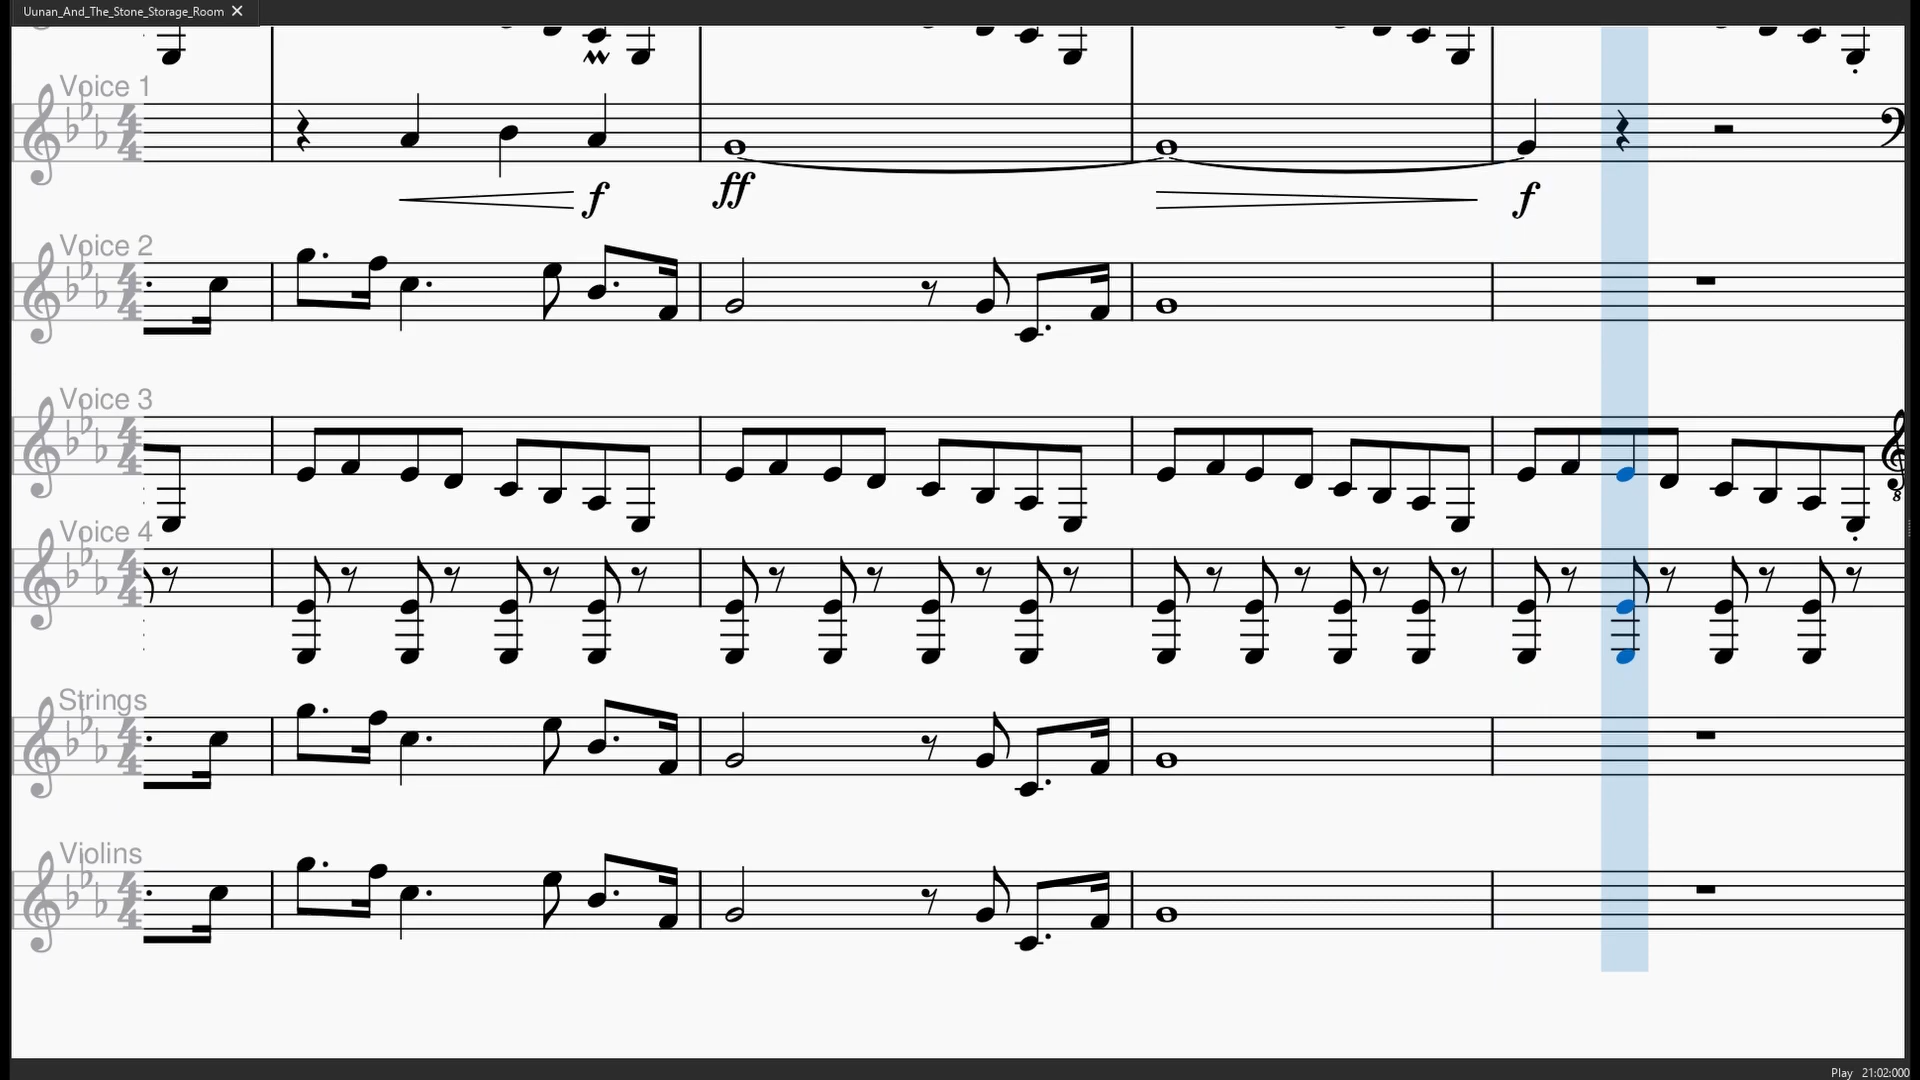 Uunan_And_The_Stone_Storage_Room
Voice 1
f
ff
f
Voice 2
Voice 3
Voice 4
Strings
Violins
Play 21:02:000